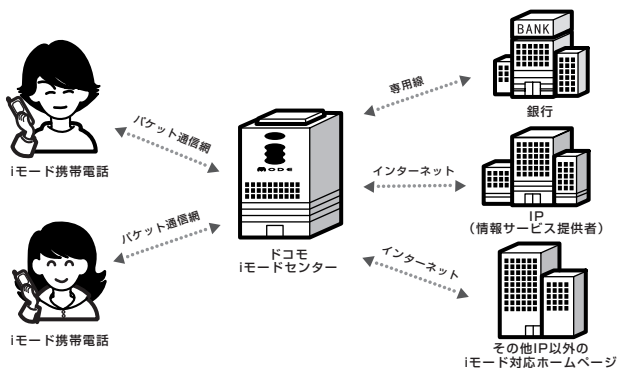 BANK
専用線
銀行
パケット通信網
iモード携帯電話
MODE
インターネット
IP
（情報サービス提供者）
パケット通信網
ドコモ
iモードセンター
インターネット
iモード携帯電話
その他IP以外の
iモード対応ホームページ